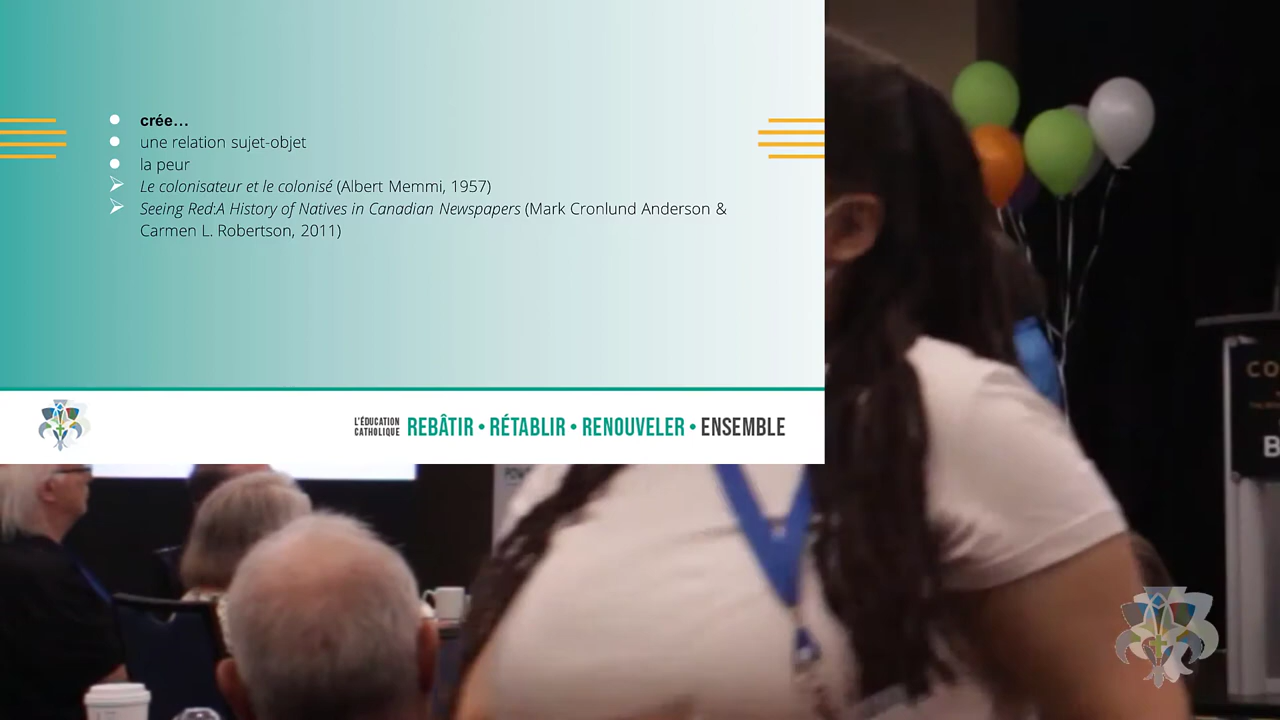 crée…
une relation sujet-objet
la peur
Le colonisateur et le colonisé (Albert Memmi, 1957)
Seeing Red:A History of Natives in Canadian Newspapers (Mark Cronlund Anderson &
Carmen L. Robertson, 2011)
L'ÉDUCATION
CATHOLIQUE
REBÂTIR • RÉTABLIR • RENOUVELER • ENSEMBLE
CO
B